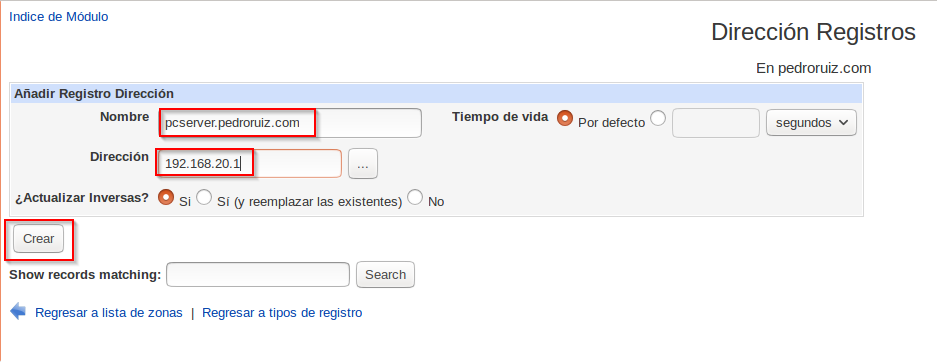 Indice de Módulo
Dirección Registros
En pedroruiz.com
Añadir Registro Dirección
Nombre pcserver.pedroruiz.com Tiempo de vida Por defecto segundos
Dirección 192.168.20.1 ...
¿Actualizar Inversas? Si Sí (y reemplazar las existentes) No
Crear
Show records matching: Search
Regresar a lista de zonas | Regresar a tipos de registro